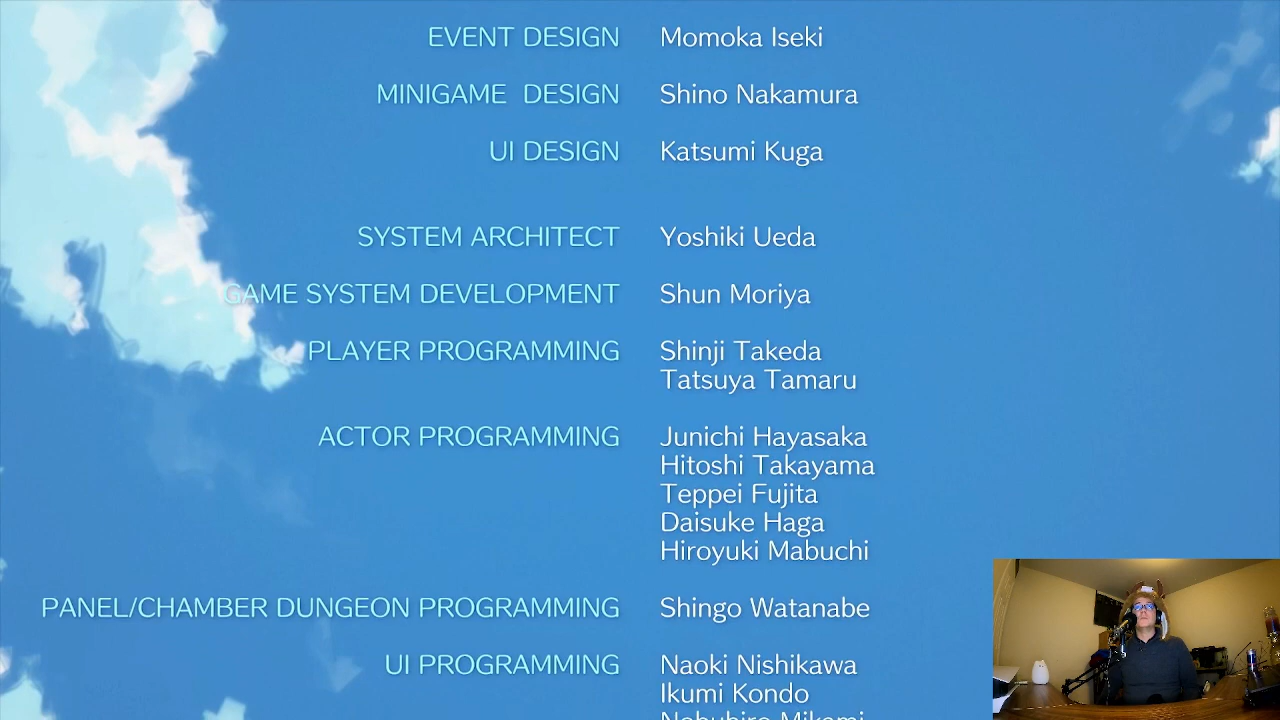 EVENT DESIGN Momoka Iseki
MINIGAME DESIGN Shino Nakamura
UI DESIGN Katsumi Kuga
SYSTEM ARCHITECT Yoshiki Ueda
GAME SYSTEM DEVELOPMENT Shun Moriya
PLAYER PROGRAMMING Shinji Takeda
Tatsuya Tamaru
ACTOR PROGRAMMING Junichi Hayasaka
Hitoshi Takayama
Teppei Fujita
Daisuke Haga
Hiroyuki Mabuchi
PANEL/CHAMBER DUNGEON PROGRAMMING Shingo Watanabe
UI PROGRAMMING Naoki Nishikawa
Ikumi Kondo
Nobuhiro Mikami